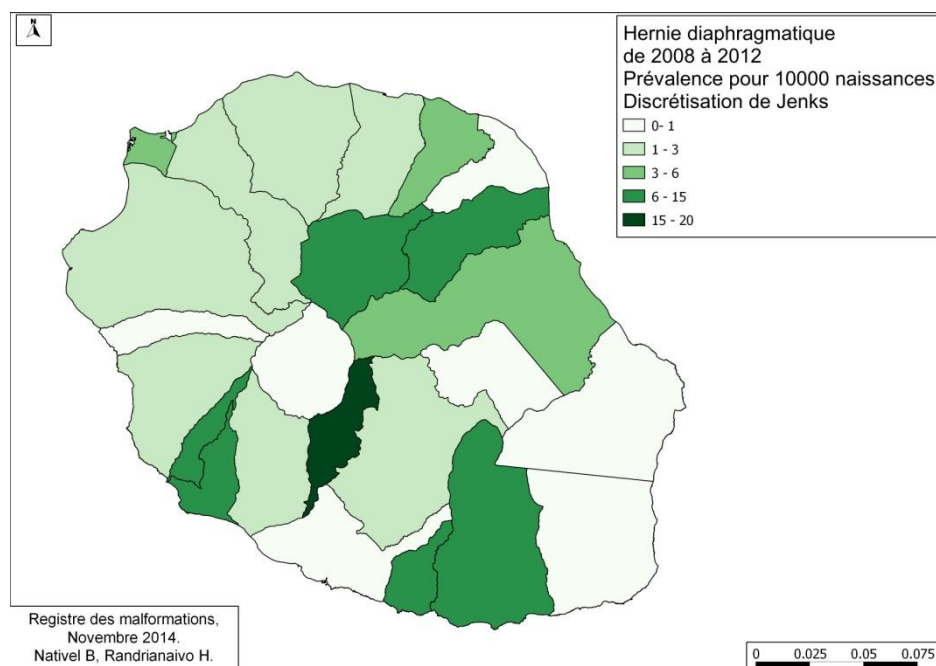 N
Hernie diaphragmatique
de 2008 à 2012
Prévalence pour 10000 naissances
Discrétisation de Jenks
0- 1
1 - 3
3 - 6
6 - 15
15 - 20
Registre des malformations,
Novembre 2014.
Nativel B, Randrianaivo H.
0 0.025 0.05 0.075